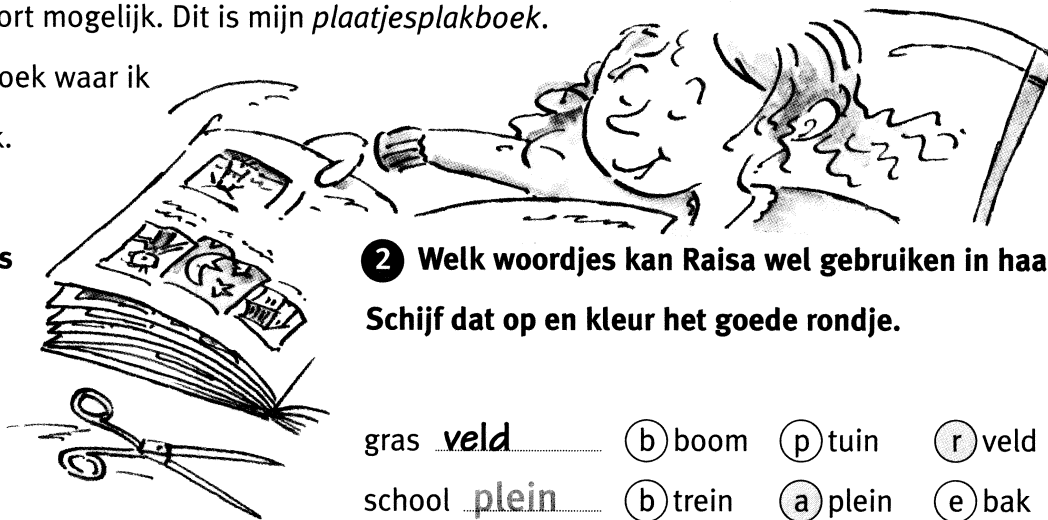 ort mogelijk. Dit is mijn plaatjesplakboek.
oek waar ik
k.
s
2 Welk woordjes kan Raisa wel gebruiken in haa
Schijf dat op en kleur het goede rondje.
gras veld b boom p tuin r veld
school plein b trein a plein e bak